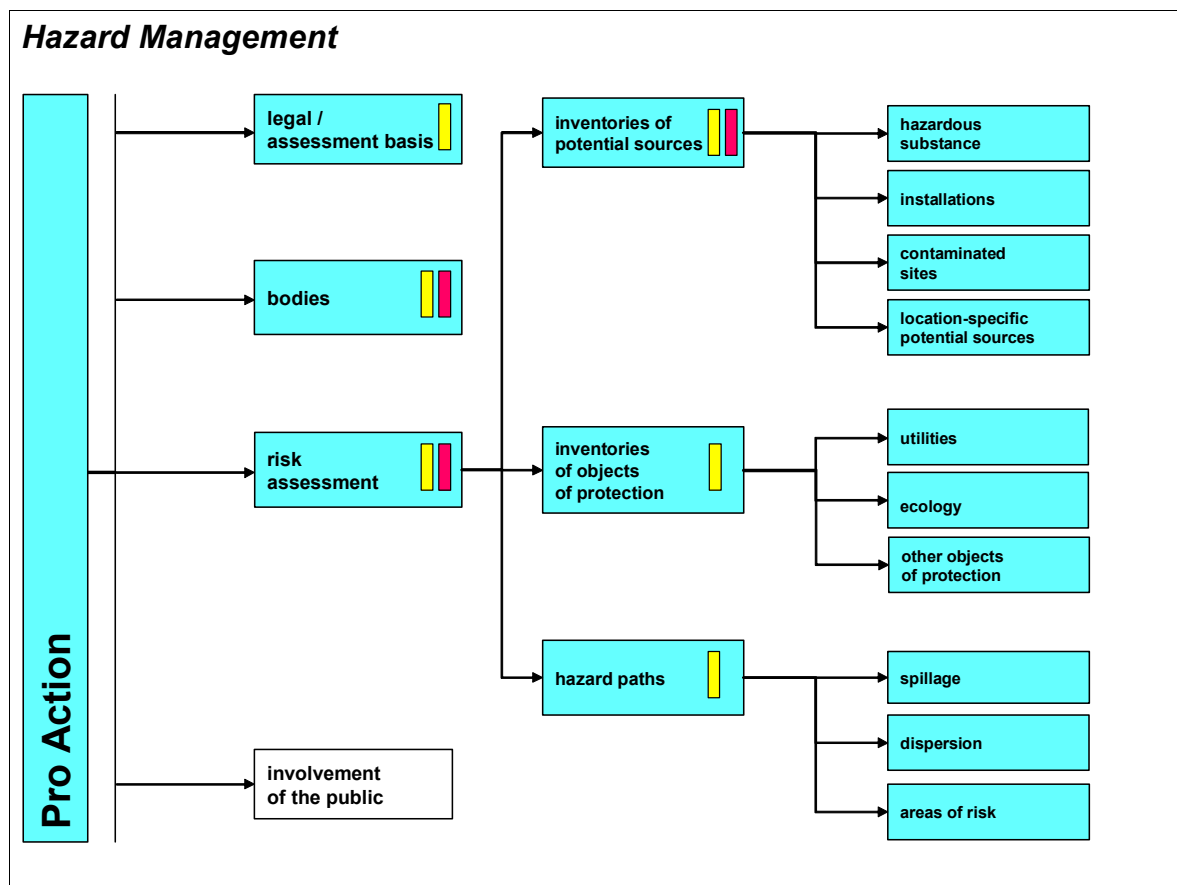 Hazard Management
Pro Action
legal /
assessment basis
bodies
risk
assessment
involvement
of the public
inventories of
potential sources
inventories
of objects
of protection
hazard paths
hazardous
substance
installations
contaminated
sites
location-specific
potential sources
utilities
ecology
other objects
of protection
spillage
dispersion
areas of risk